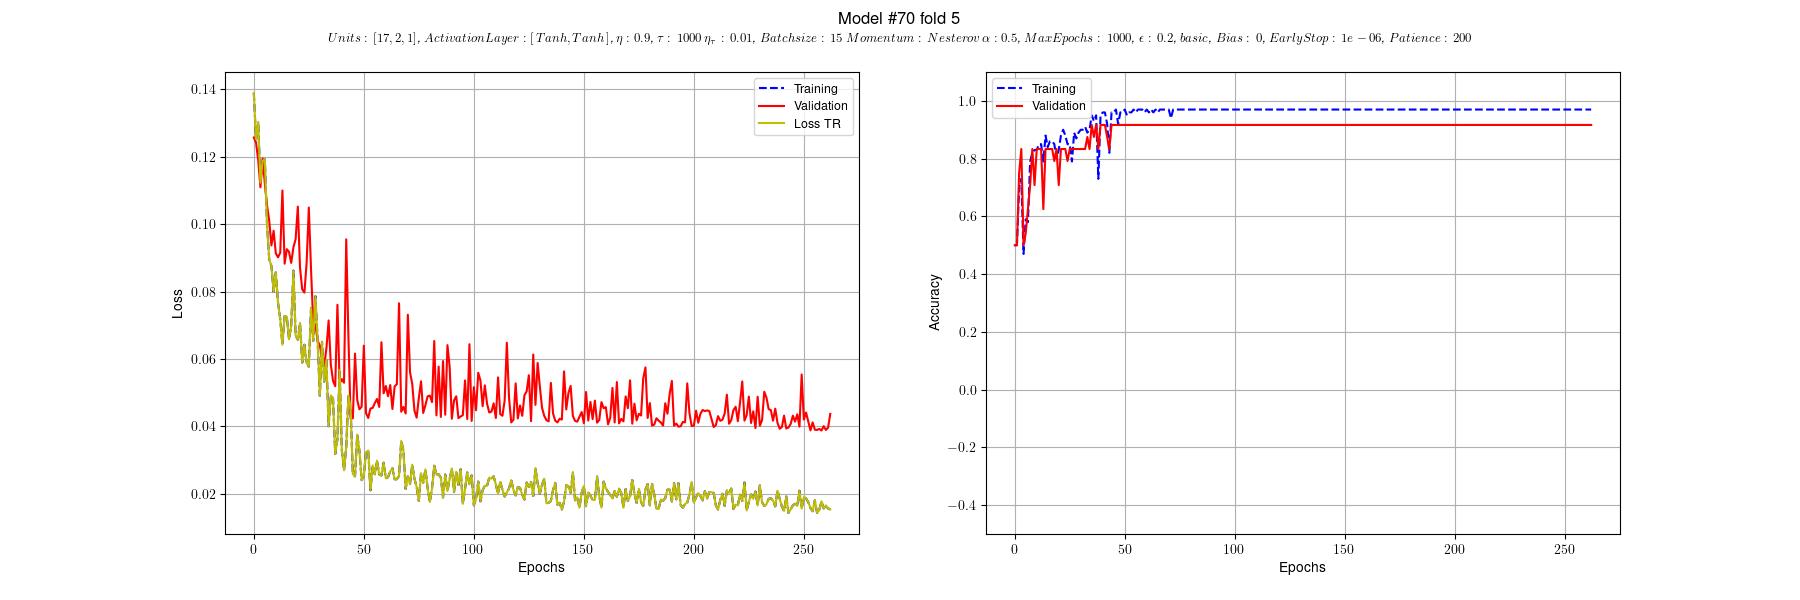 Model #70 fold 5
Units : [17, 2, 1], ActivationLayer : [Tanh, Tanh], η : 0.9, τ : 1000 η_τ : 0.01, Batchsize : 15 Momentum : Nesterov α : 0.5, MaxEpochs : 1000, ϵ : 0.2, basic, Bias : 0, EarlyStop : 1e − 06, Patience : 200
0.14
0.12
0.10
0.08
0.06
0.04
0.02
Loss
Training
Validation
Loss TR
0
50
100
150
200
250
Epochs
1.0
0.8
0.6
0.4
0.2
0.0
−0.2
−0.4
Accuracy
Training
Validation
0
50
100
150
200
250
Epochs